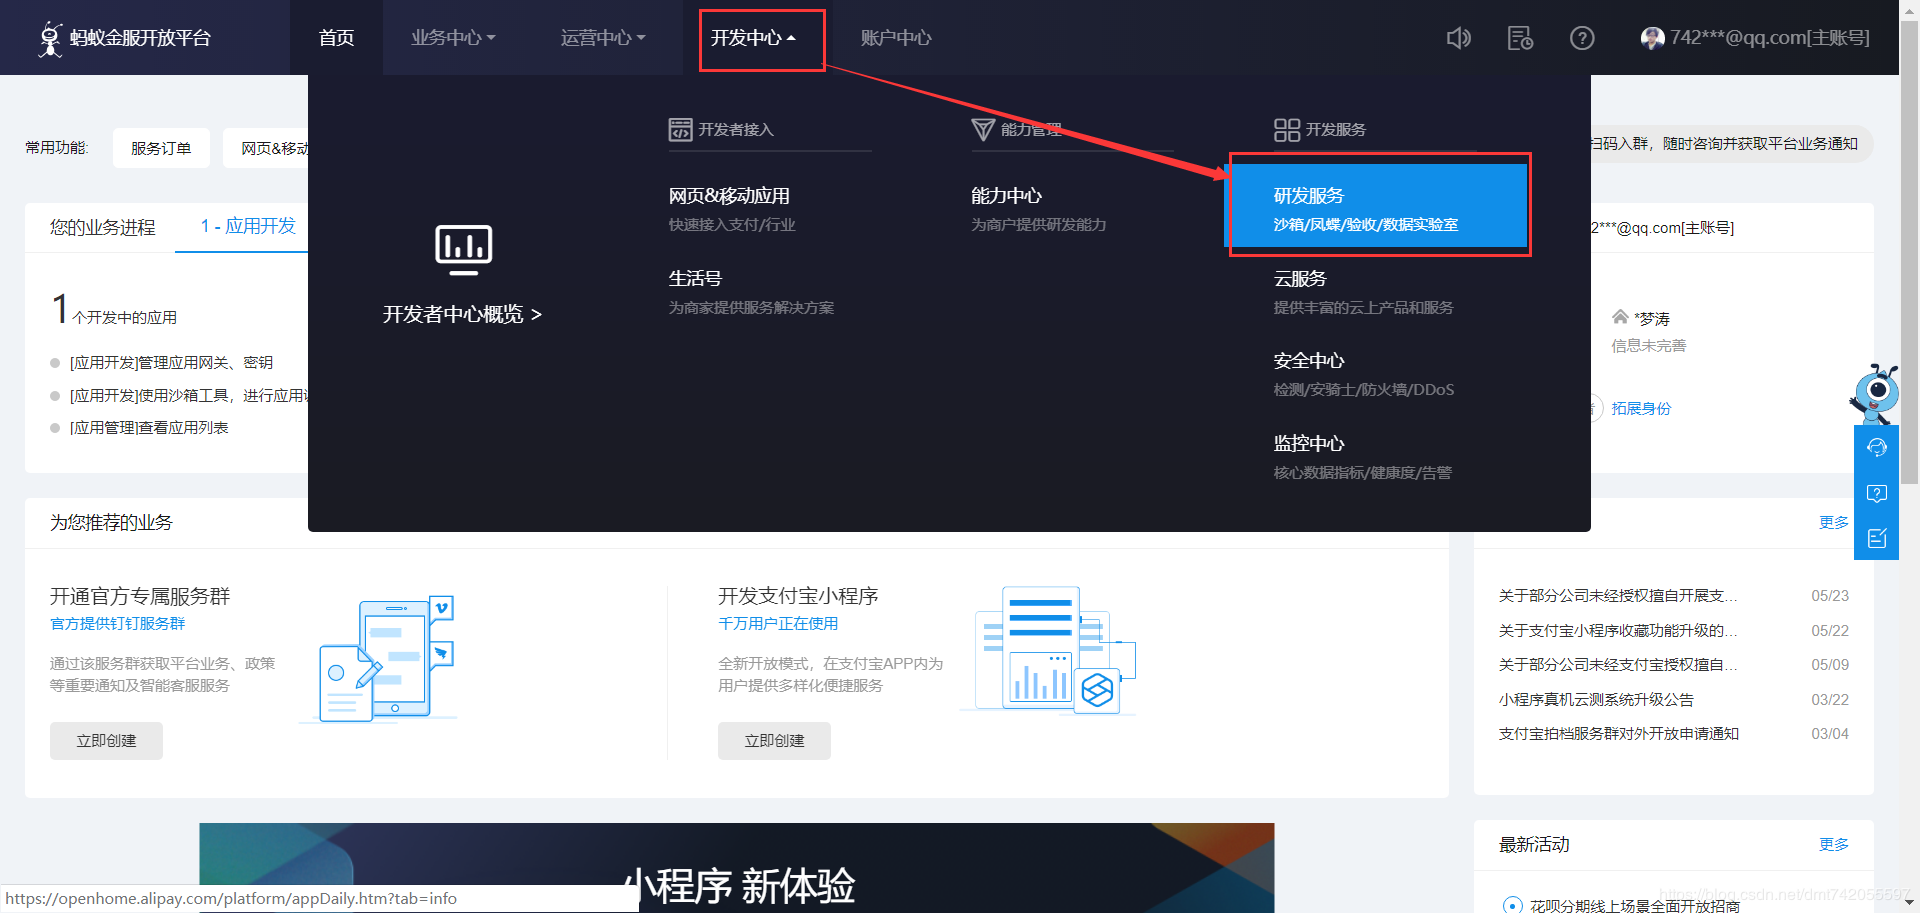 蚂蚁金服开放平台
首页
业务中心
运营中心
开发中心
账户中心
742***@qq.com[主账号]
常用功能:
服务订单
网页&移动
扫码入群，随时咨询并获取平台业务通知
开发者接入
能力管理
开发服务
网页&移动应用
快速接入支付/行业
能力中心
为商户提供研发能力
研发服务
沙箱/凤蝶/验收/数据实验室
生活号
为商家提供服务解决方案
云服务
提供丰富的云上产品和服务
开发者中心概览 >
安全中心
检测/安骑士/防火墙/DDoS
监控中心
核心数据指标/健康度/告警
您的业务进程
1 - 应用开发
1个开发中的应用
[应用开发]管理应用网关、密钥
[应用开发]使用沙箱工具，进行应用
[应用管理]查看应用列表
2***@qq.com[主账号]
*梦涛
信息未完善
拓展身份
为您推荐的业务
更多
开通官方专属服务群
官方提供钉钉服务群
通过该服务群获取平台业务、政策
等重要通知及智能客服服务
立即创建
开发支付宝小程序
千万用户正在使用
全新开放模式，在支付宝APP内为
用户提供多样化便捷服务
立即创建
关于部分公司未经授权擅自开展支... 05/23
关于支付宝小程序收藏功能升级的... 05/22
关于部分公司未经支付宝授权擅自... 05/09
小程序真机云测系统升级公告 03/22
支付宝拍档服务群对外开放申请通知 03/04
小程序 新体验
最新活动
更多
花呗分期线上场景全面开放招商
https://openhome.alipay.com/platform/appDaily.htm?tab=info
https://blog.csdn.net/dmt742055597